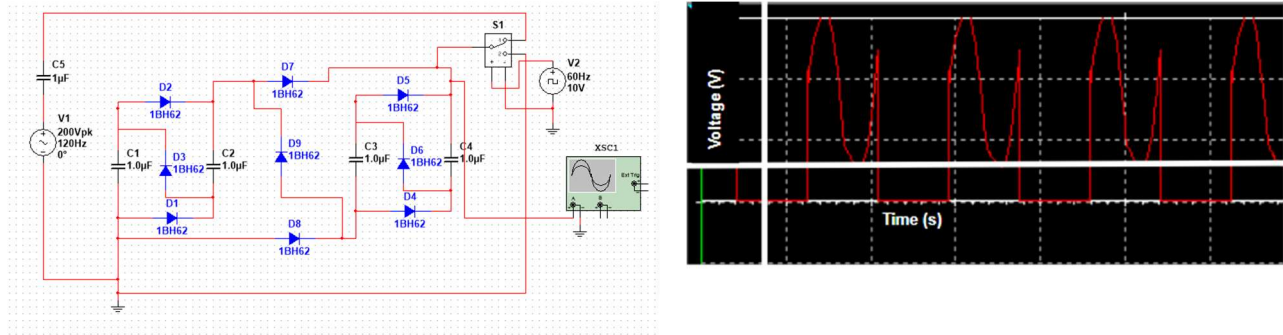 S1
C5
1µF
V2
60Hz
10V
D7
1BH62
D2
1BH62
D5
1BH62
V1
200Vpk
120Hz
0°
C1
1.0µF
D3
1BH62
C2
1.0µF
D9
1BH62
C3
1.0µF
D6
1BH62
C4
1.0µF
XSC1
Ext Trig
A
B
D1
1BH62
D4
1BH62
D8
1BH62
Voltage (V)
Time (s)